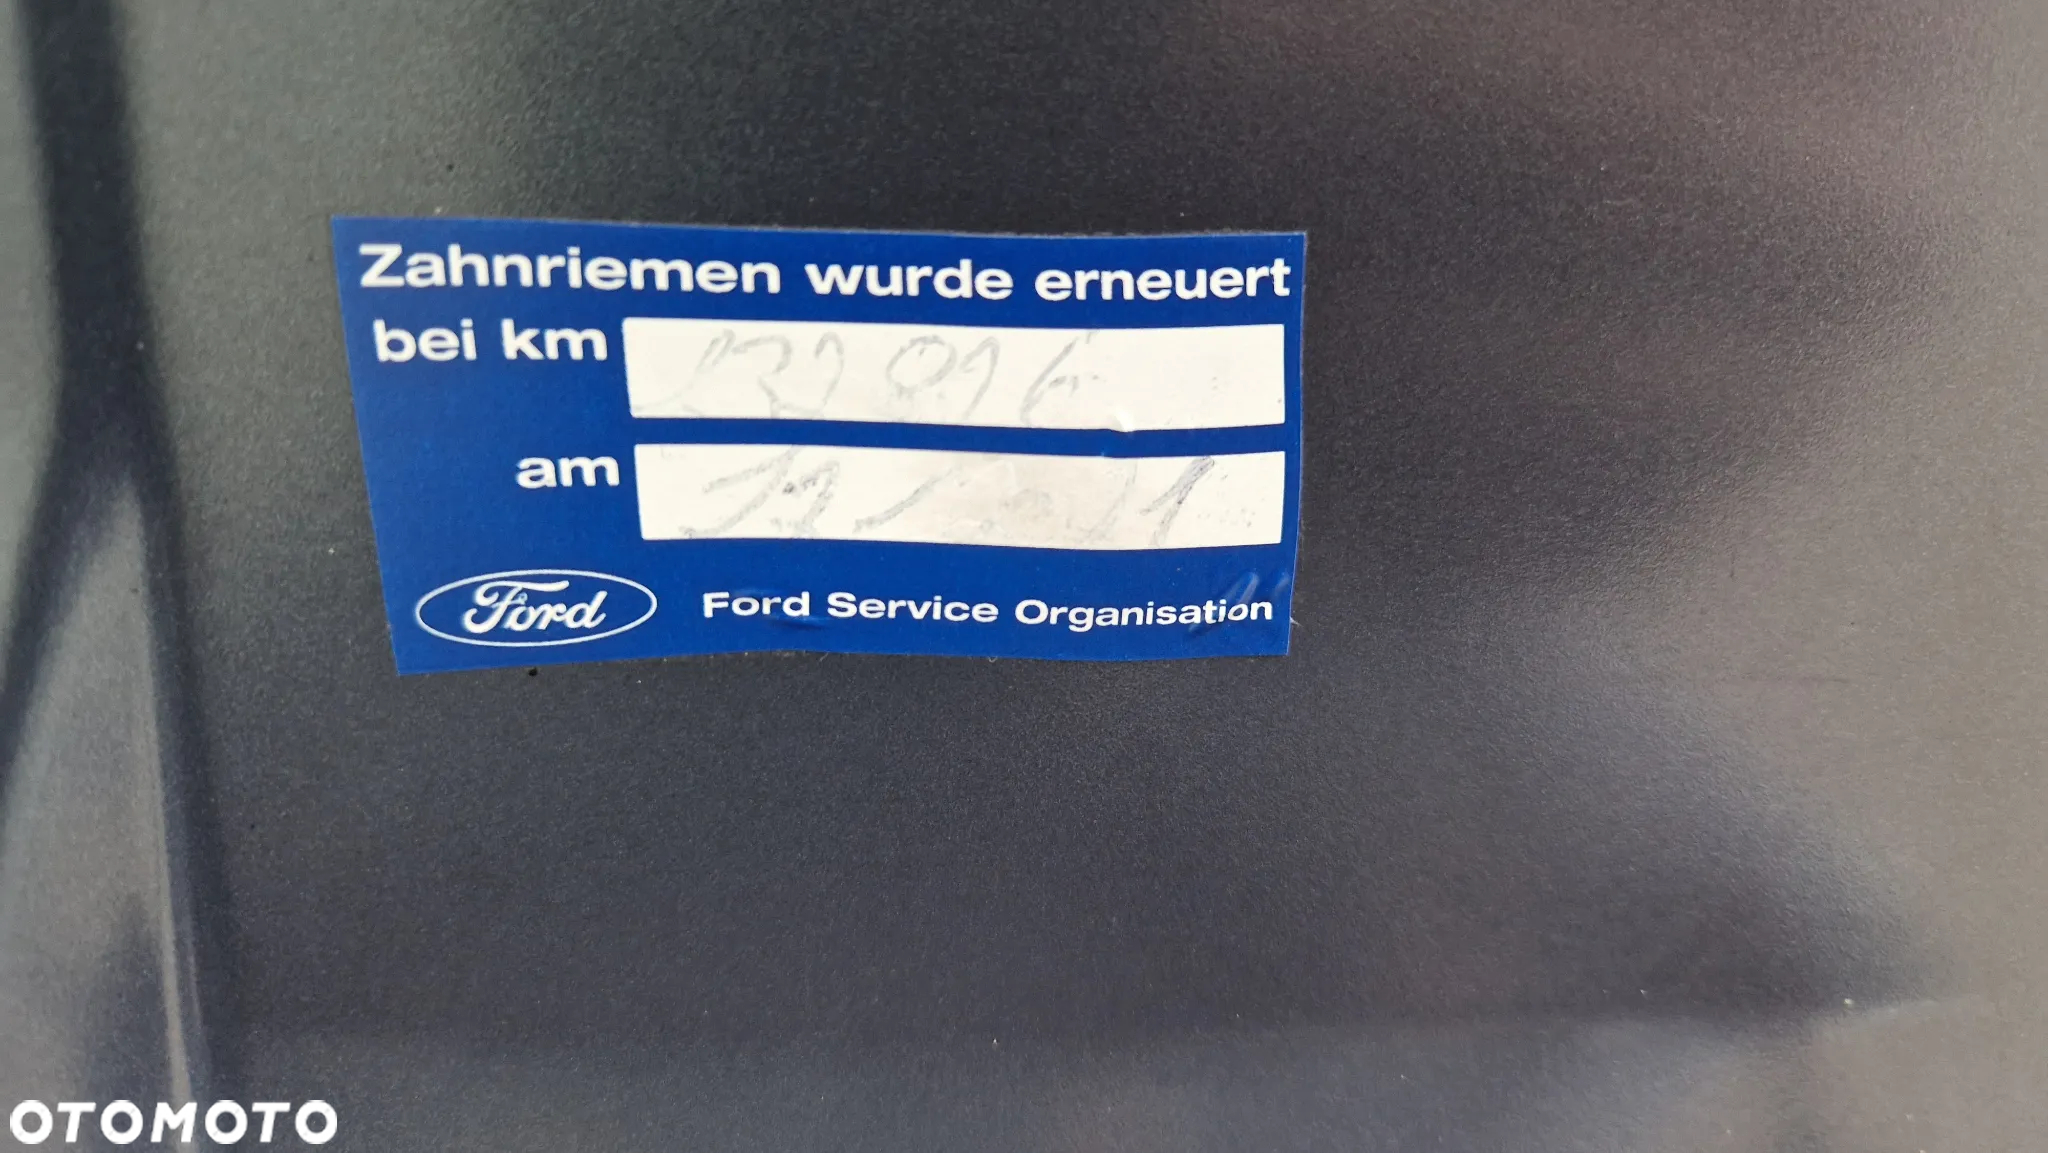 Zahnriemen wurde erneuert
bei km
am
Ford Ford Service Organisation
OTOMOTO